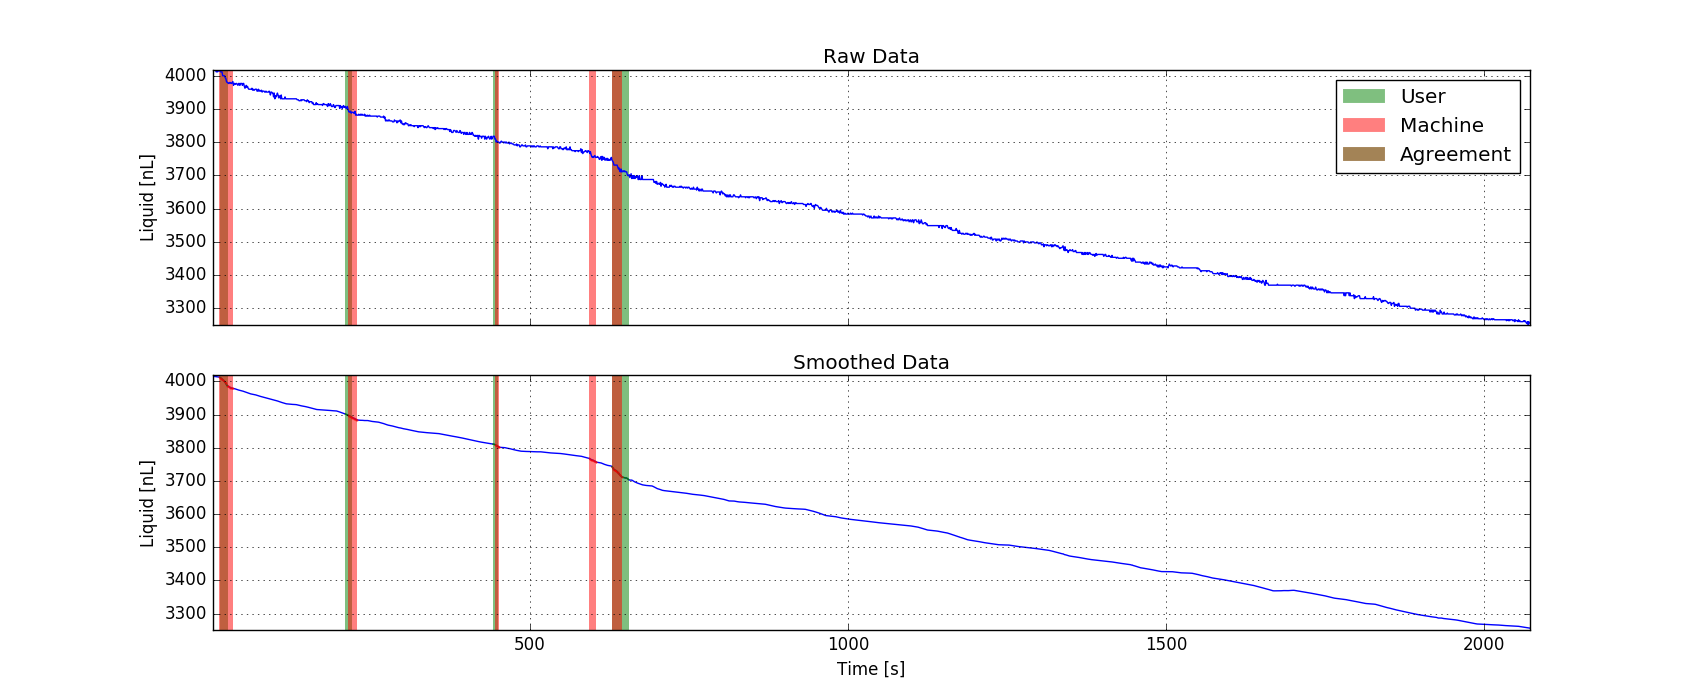 Raw Data
4000
3900
3800
3700
3600
3500
3400
3300
Liquid [nL]
User
Machine
Agreement
Smoothed Data
4000
3900
3800
3700
3600
3500
3400
3300
Liquid [nL]
500
1000
1500
2000
Time [s]